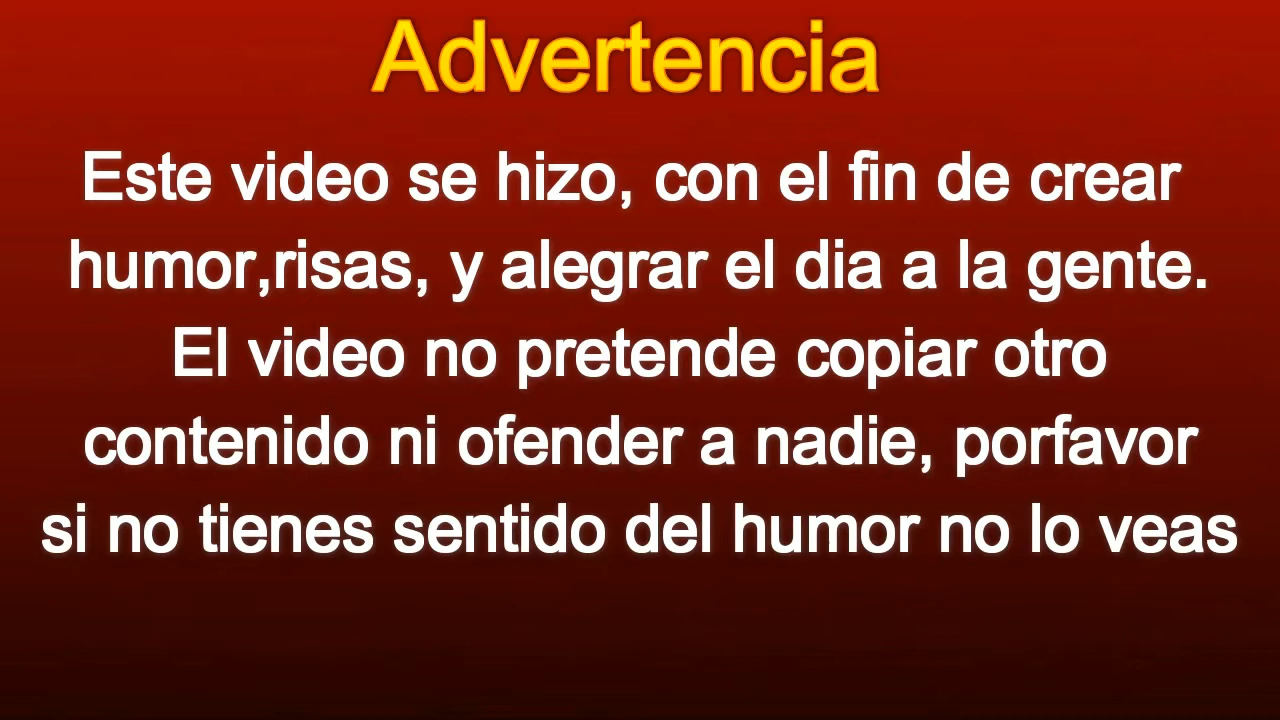 Advertencia
Este video se hizo, con el fin de crear
humor,risas, y alegrar el dia a la gente.
El video no pretende copiar otro
contenido ni ofender a nadie, porfavor
si no tienes sentido del humor no lo veas